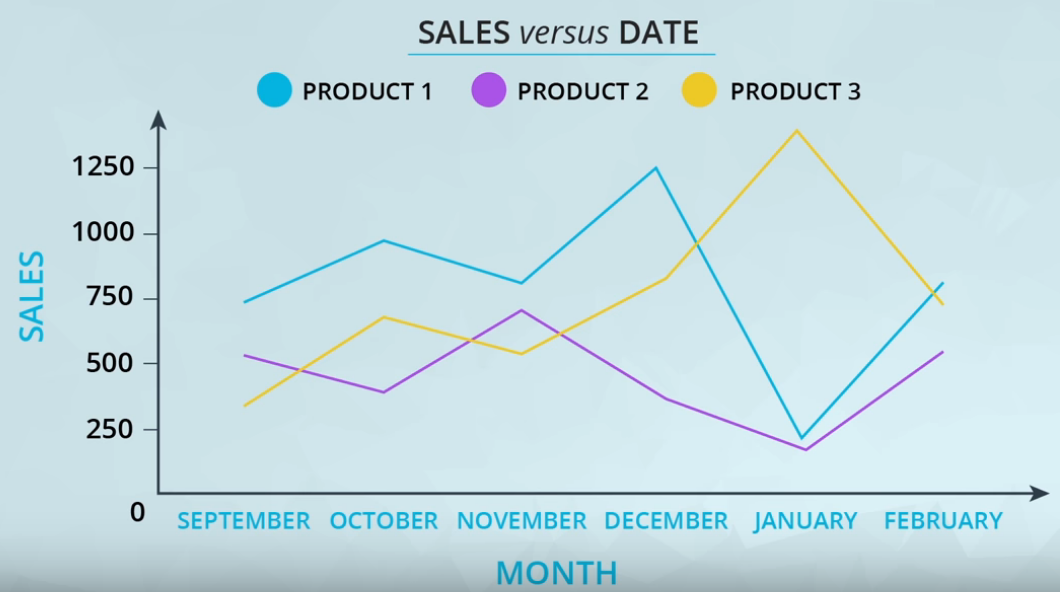 SALES versus DATE
PRODUCT 1 PRODUCT 2 PRODUCT 3
1250
1000
750
500
250
0
SALES
SEPTEMBER OCTOBER NOVEMBER DECEMBER JANUARY FEBRUARY
MONTH